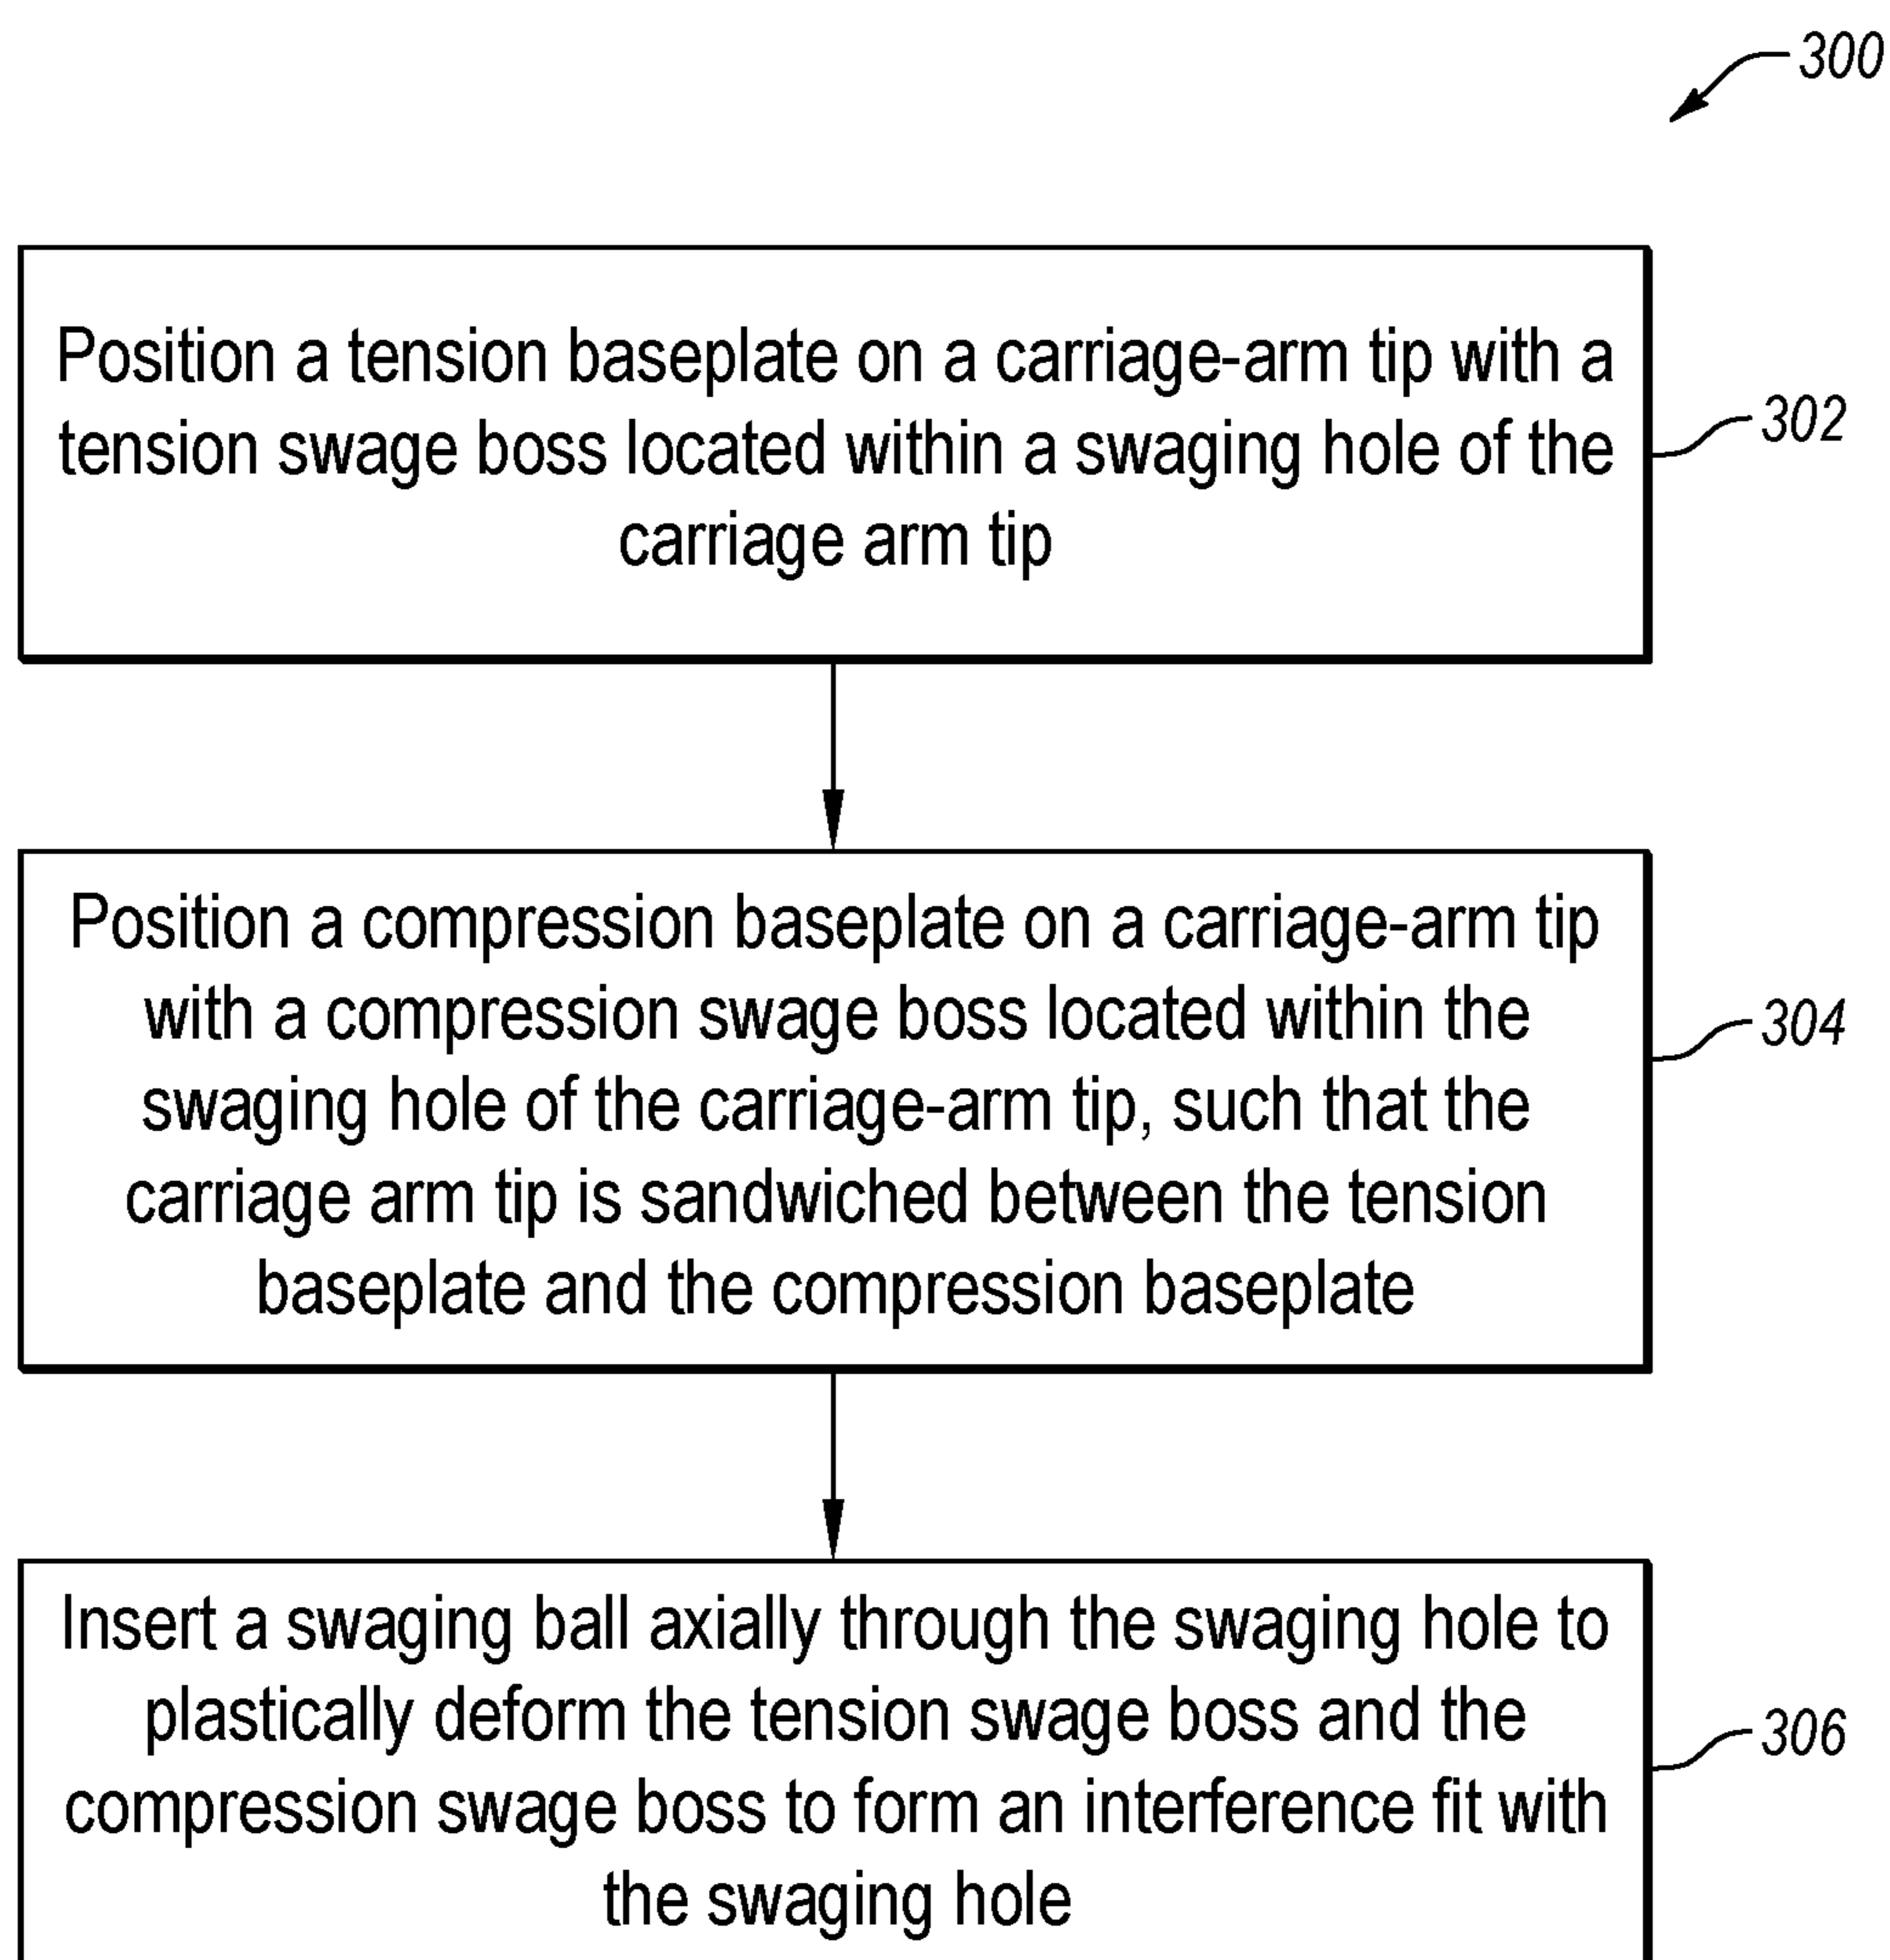 300
Position a tension baseplate on a carriage-arm tip with a
tension swage boss located within a swaging hole of the
carriage arm tip
302
Position a compression baseplate on a carriage-arm tip
with a compression swage boss located within the
swaging hole of the carriage-arm tip, such that the
carriage arm tip is sandwiched between the tension
baseplate and the compression baseplate
304
Insert a swaging ball axially through the swaging hole to
plastically deform the tension swage boss and the
compression swage boss to form an interference fit with
the swaging hole
306